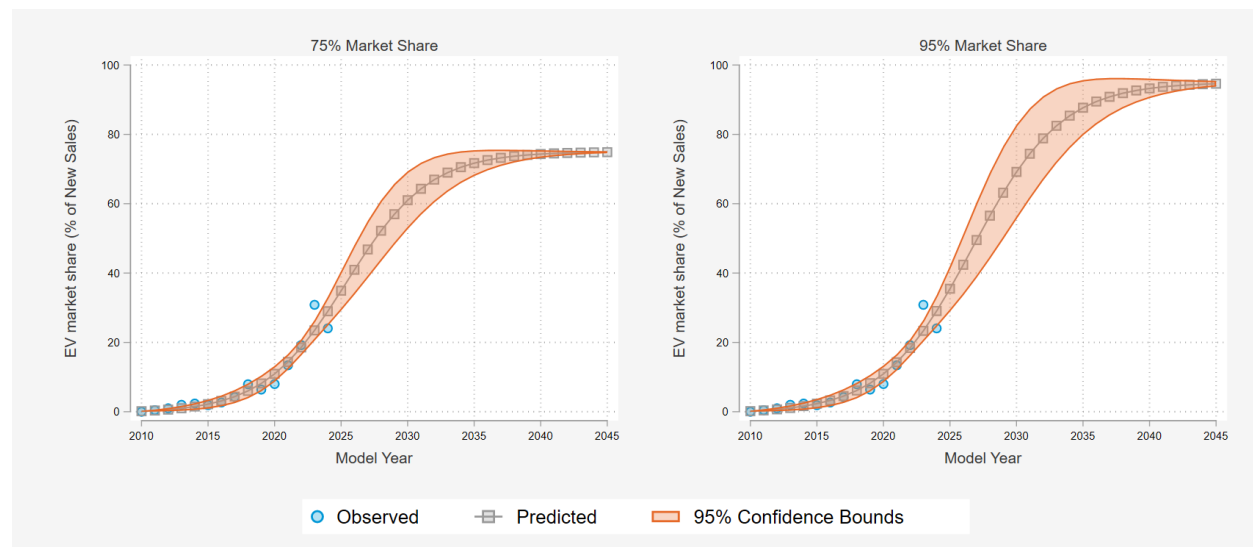 75% Market Share
EV market share (% of New Sales)
100
80
60
40
20
0
2010 2015 2020 2025 2030 2035 2040 2045
Model Year
95% Market Share
EV market share (% of New Sales)
100
80
60
40
20
0
2010 2015 2020 2025 2030 2035 2040 2045
Model Year
Observed Predicted 95% Confidence Bounds